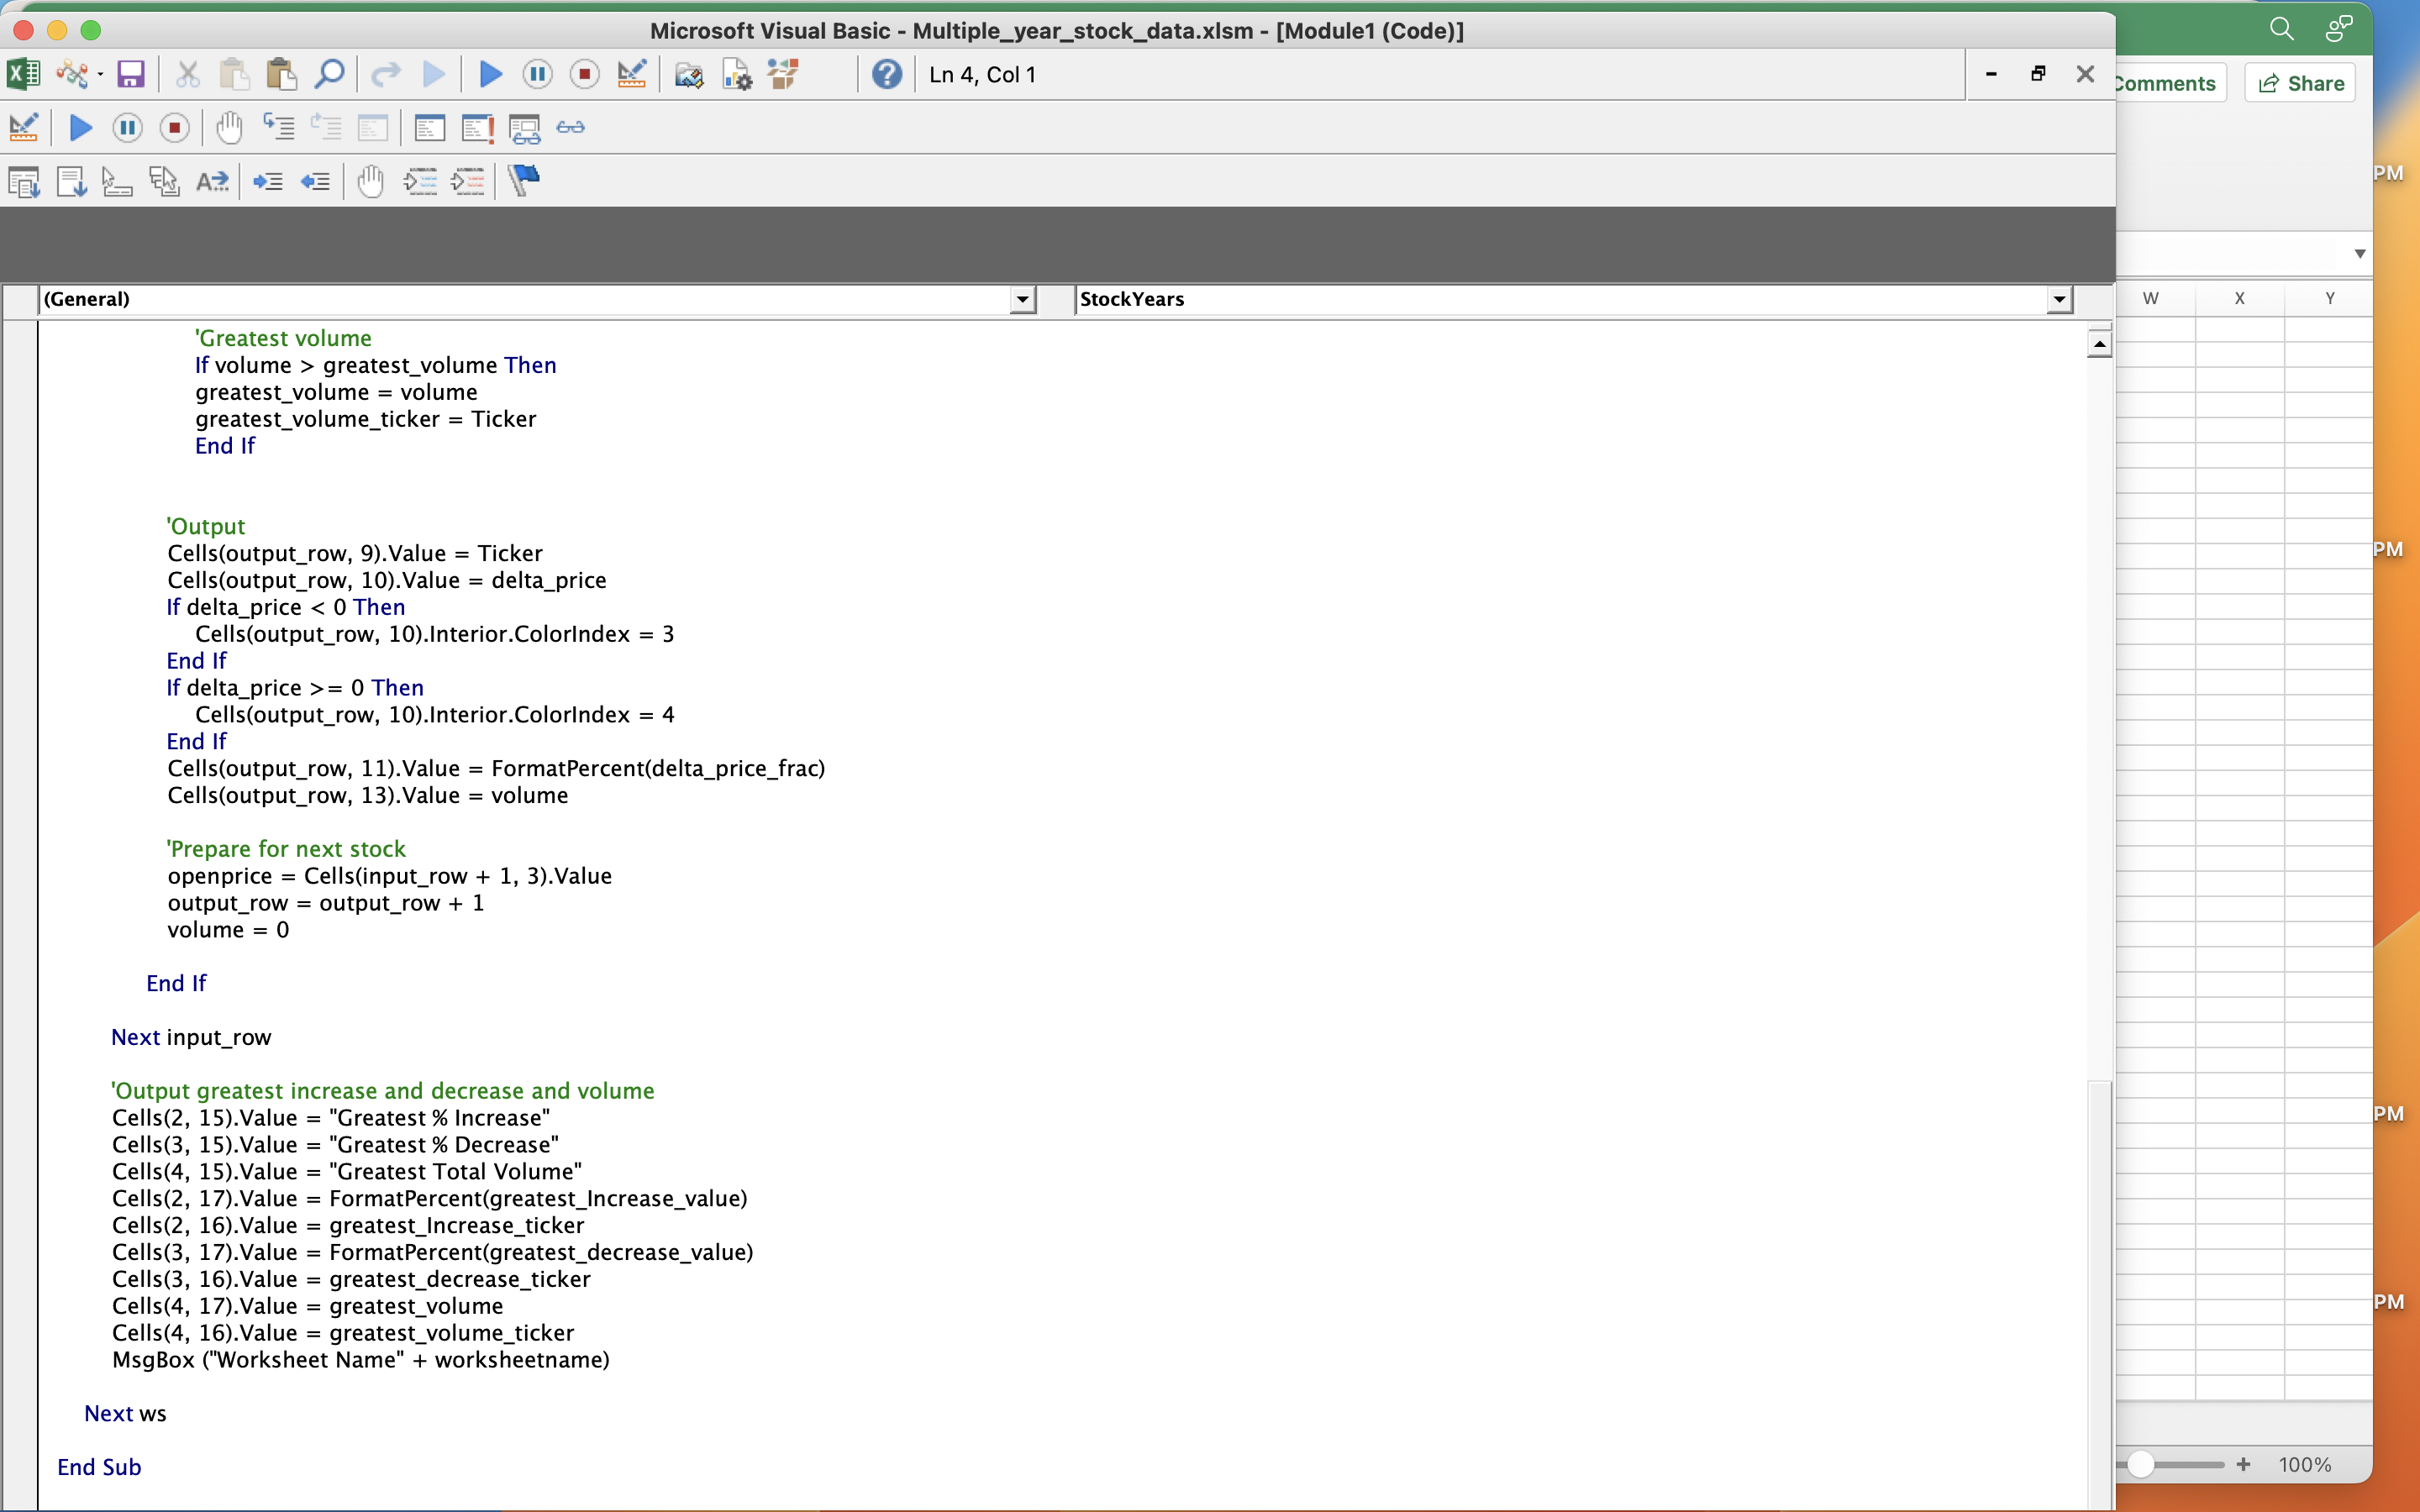 Microsoft Visual Basic - Multiple_year_stock_data.xlsm - [Module1 (Code)]
Ln 4, Col 1
Comments
Share
(General)
StockYears
W X Y
'Greatest volume
If volume > greatest_volume Then
greatest_volume = volume
greatest_volume_ticker = Ticker
End If
'Output
Cells(output_row, 9).Value = Ticker
Cells(output_row, 10).Value = delta_price
If delta_price < 0 Then
Cells(output_row, 10).Interior.ColorIndex = 3
End If
If delta_price >= 0 Then
Cells(output_row, 10).Interior.ColorIndex = 4
End If
Cells(output_row, 11).Value = FormatPercent(delta_price_frac)
Cells(output_row, 13).Value = volume
'Prepare for next stock
openprice = Cells(input_row + 1, 3).Value
output_row = output_row + 1
volume = 0
End If
Next input_row
'Output greatest increase and decrease and volume
Cells(2, 15).Value = "Greatest % Increase"
Cells(3, 15).Value = "Greatest % Decrease"
Cells(4, 15).Value = "Greatest Total Volume"
Cells(2, 17).Value = FormatPercent(greatest_Increase_value)
Cells(2, 16).Value = greatest_Increase_ticker
Cells(3, 17).Value = FormatPercent(greatest_decrease_value)
Cells(3, 16).Value = greatest_decrease_ticker
Cells(4, 17).Value = greatest_volume
Cells(4, 16).Value = greatest_volume_ticker
MsgBox ("Worksheet Name" + worksheetname)
Next ws
End Sub
100%
PM
PM
PM
PM